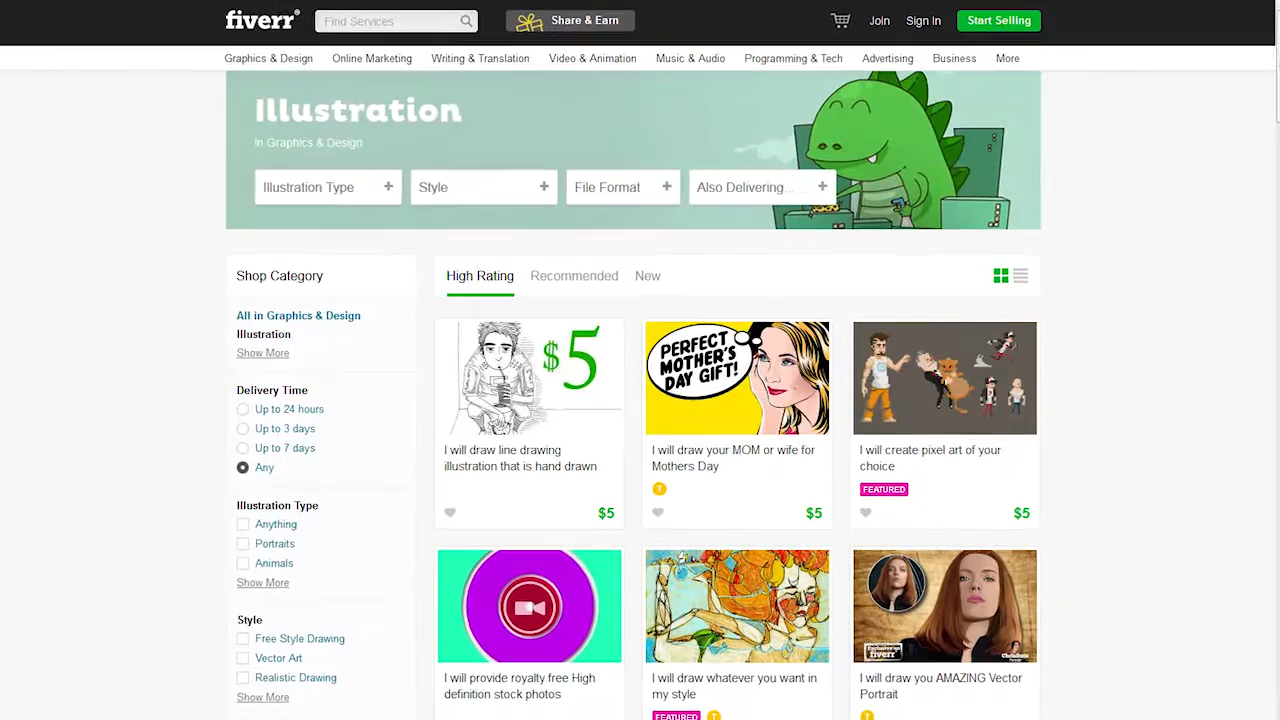 fiverr®
Find Services
Share & Earn
Join
Sign In
Start Selling
Graphics & Design
Online Marketing
Writing & Translation
Video & Animation
Music & Audio
Programming & Tech
Advertising
Business
More
Illustration
In Graphics & Design
Illustration Type +
Style +
File Format +
Also Delivering... +
Shop Category
All in Graphics & Design
Illustration
Show More
Delivery Time
Up to 24 hours
Up to 3 days
Up to 7 days
Any
Illustration Type
Anything
Portraits
Animals
Show More
Style
Free Style Drawing
Vector Art
Realistic Drawing
Show More
High Rating
Recommended
New
$5
I will draw line drawing
illustration that is hand drawn
$5
PERFECT
MOTHER'S
DAY GIFT!
I will draw your MOM or wife for
Mothers Day
T
$5
I will create pixel art of your
choice
FEATURED
$5
I will provide royalty free High
definition stock photos
I will draw whatever you want in
my style
FEATURED
T
Exclusive on
fiverr
I will draw you AMAZING Vector
Portrait
T